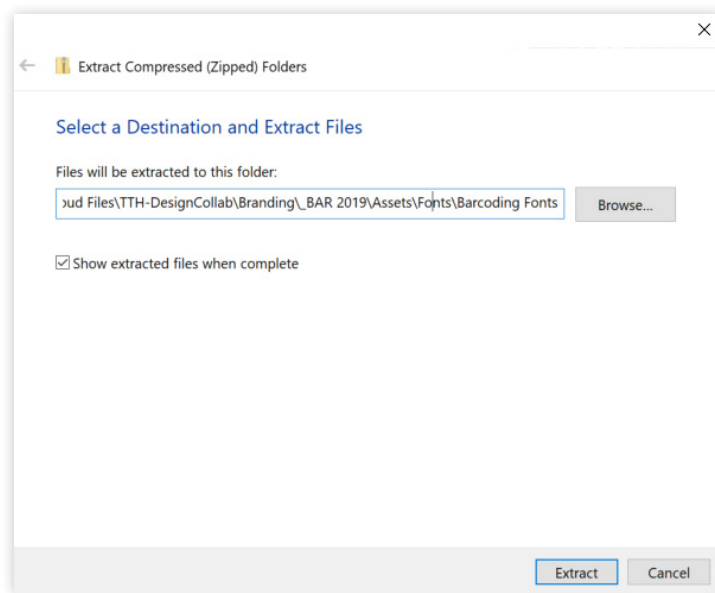 Extract Compressed (Zipped) Folders
Select a Destination and Extract Files
Files will be extracted to this folder:
oud Files\TTH-DesignCollab\Branding\_BAR 2019\Assets\Fonts\Barcoding Fonts
Browse...
Show extracted files when complete
Extract
Cancel